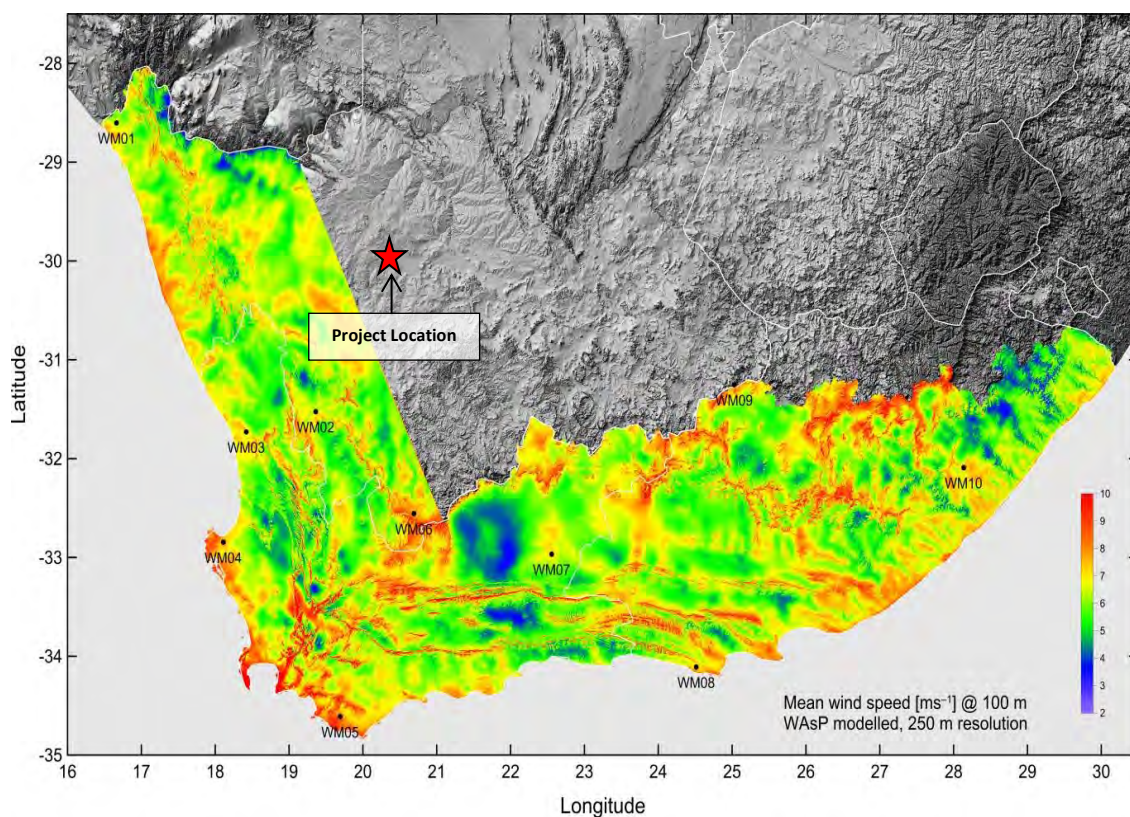 -28
-29
-30
-31
-32
-33
-34
-35
Latitude
16 17 18 19 20 21 22 23 24 25 26 27 28 29 30
Longitude
WM01
Project Location
WM09
WM02
WM03
WM10
WM06
WM04
WM07
WM08
WM05
10
9
8
7
6
5
4
3
2
Mean wind speed [ms⁻¹] @ 100 m
WAsP modelled, 250 m resolution